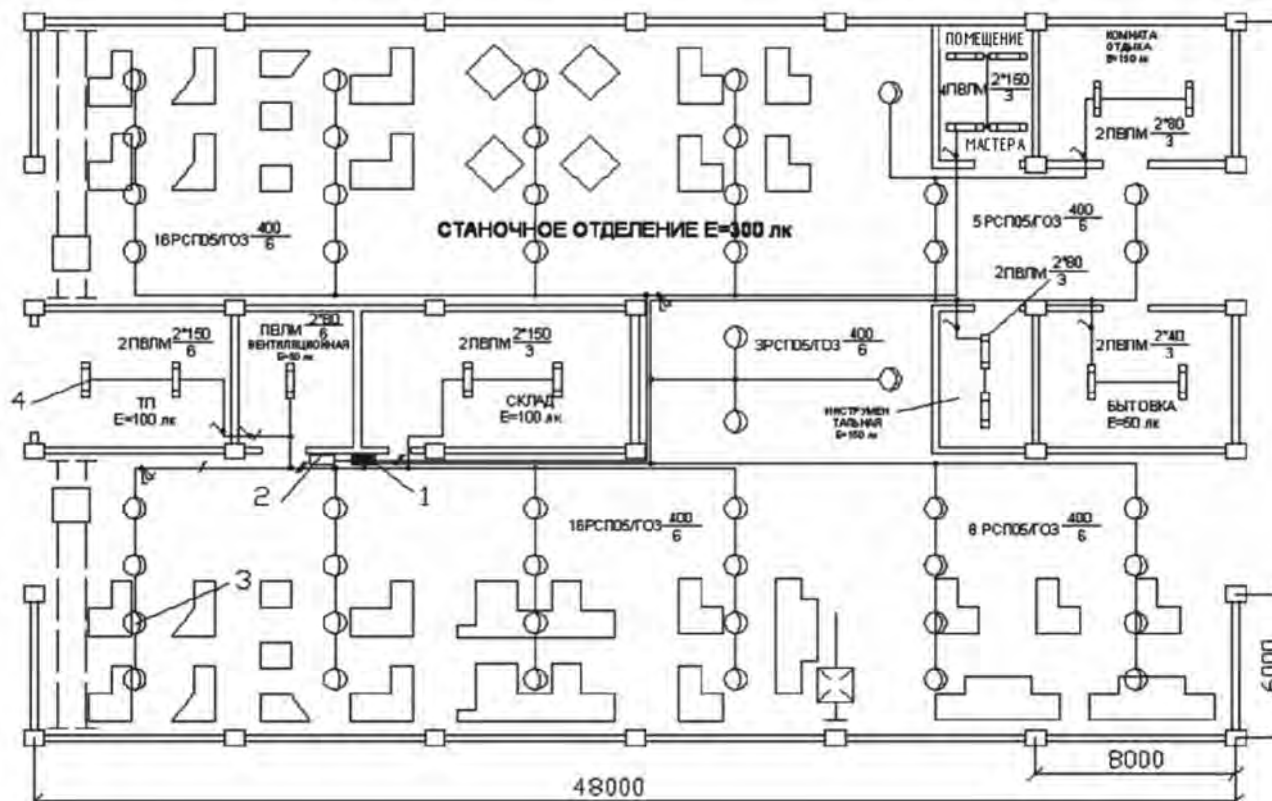 ПОМЕЩЕНИЕ
4ПВЛМ 2*150
3
МАСТЕРА
КОМНАТА
ОТДЫХА
E=150 лк
2ПВЛМ 2*80
3
16РСП05/ГОЗ 400
6
СТАНОЧНОЕ ОТДЕЛЕНИЕ E=300 лк
5РСП05/ГОЗ 400
6
2ПВЛМ 2*80
3
2ПВЛМ 2*150
6
ПВЛМ 2*80
6
ВЕНТИЛЯЦИОННАЯ
E=50 лк
2ПВЛМ 2*150
3
3РСП05/ГОЗ 400
6
2ПВЛМ 2*40
3
4
ТП
E=100 лк
СКЛАД
E=100 лк
ИНСТРУМЕН
ТАЛЬНАЯ
E=150 лк
БЫТОВКА
E=50 лк
2
1
16РСП05/ГОЗ 400
6
8 РСП05/ГОЗ 400
6
3
6000
8000
48000